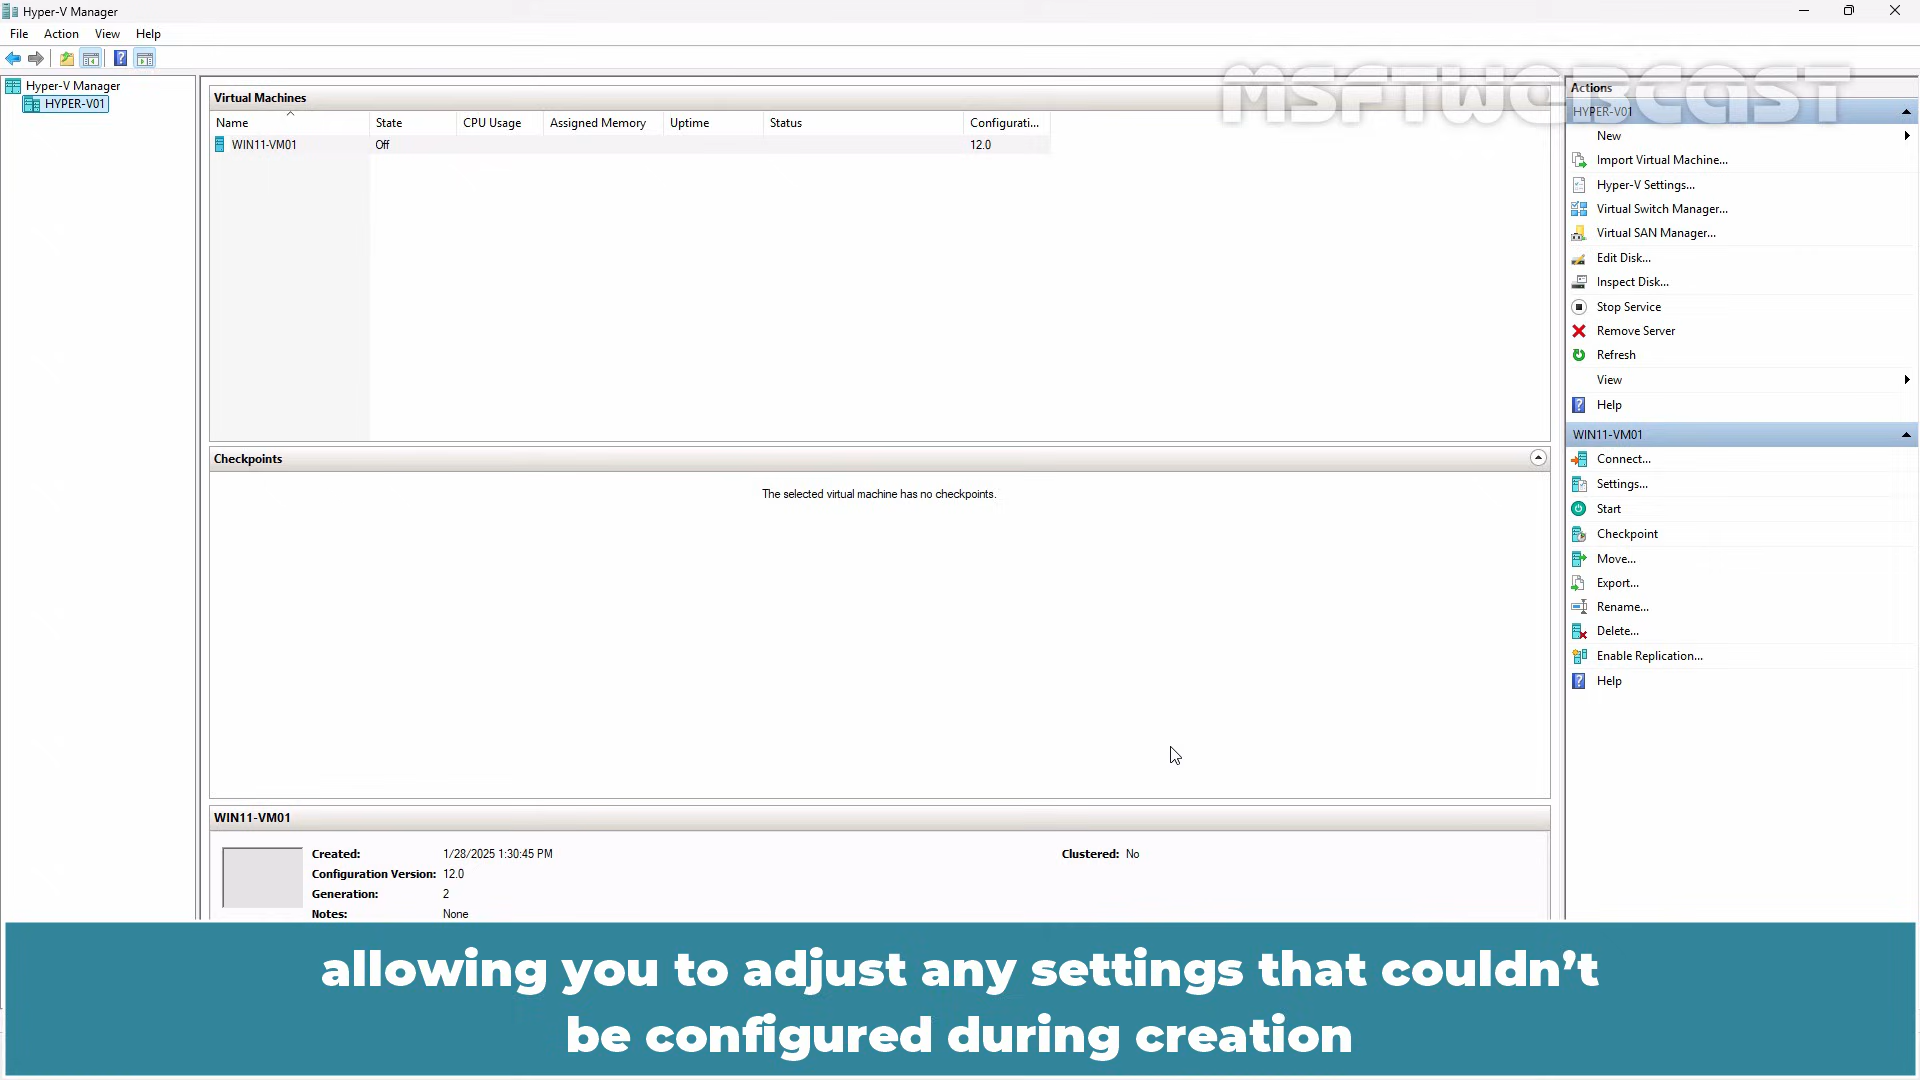 Hyper-V Manager
File Action View Help
Hyper-V Manager
HYPER-V01
Virtual Machines
Name State CPU Usage Assigned Memory Uptime Status Configurati...
WIN11-VM01 Off 12.0
Checkpoints
The selected virtual machine has no checkpoints.
WIN11-VM01
Created: 1/28/2025 1:30:45 PM Clustered: No
Configuration Version: 12.0
Generation: 2
Notes: None
MSFTWEBCAST
Actions
HYPER-V01
New
Import Virtual Machine...
Hyper-V Settings...
Virtual Switch Manager...
Virtual SAN Manager...
Edit Disk...
Inspect Disk...
Stop Service
Remove Server
Refresh
View
Help
WIN11-VM01
Connect...
Settings...
Start
Checkpoint
Move...
Export...
Rename...
Delete...
Enable Replication...
Help
allowing you to adjust any settings that couldn’t
be configured during creation